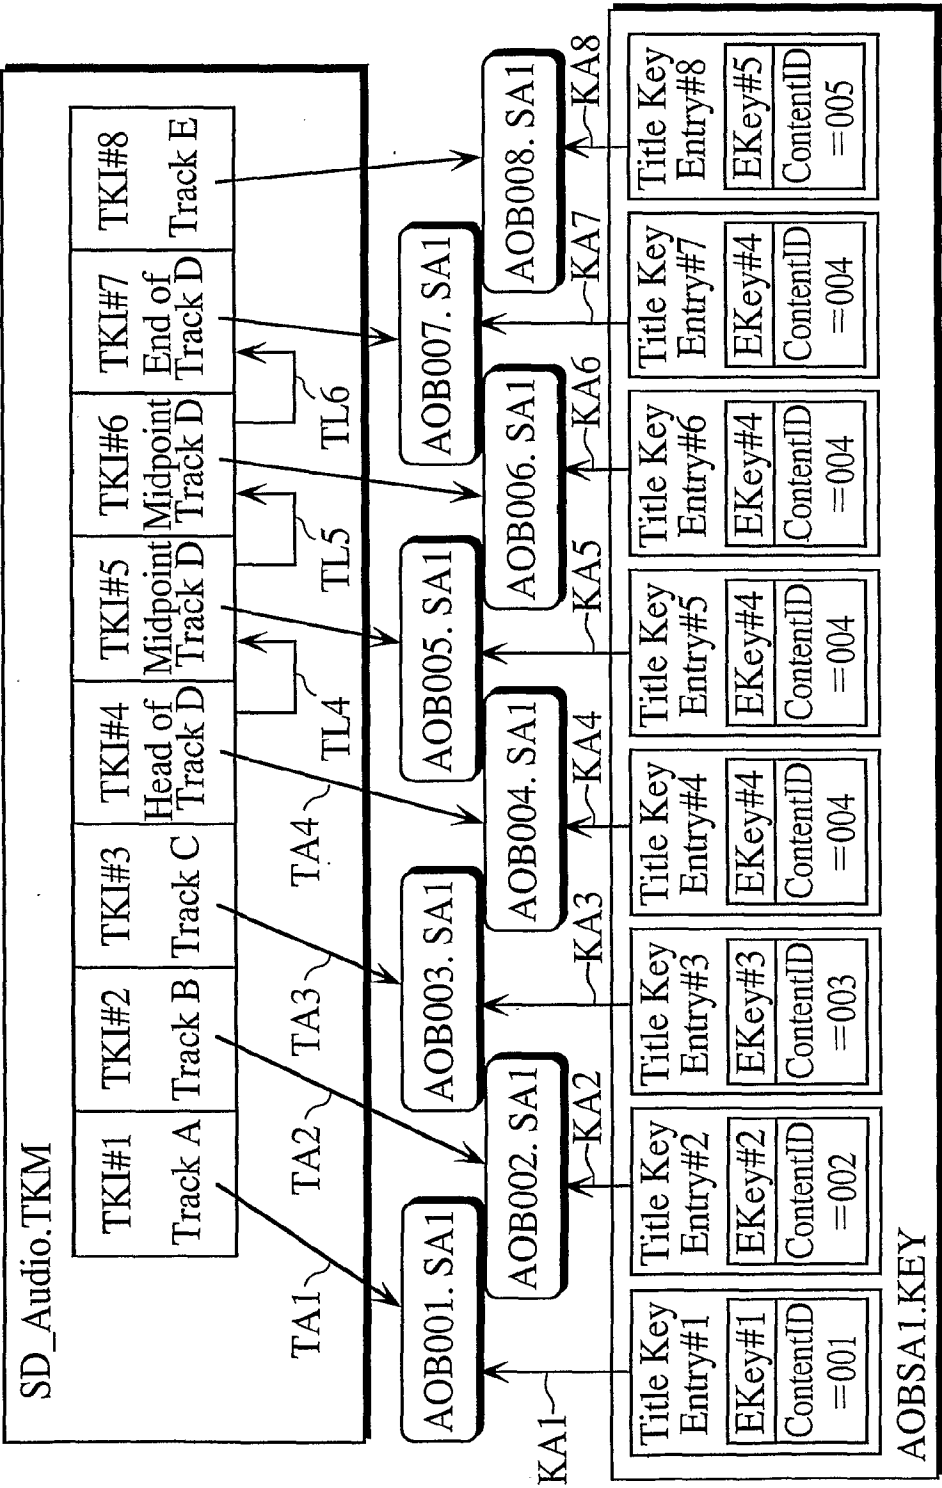 SD_Audio.TKM
TKI#1
Track A
TKI#2
Track B
TKI#3
Track C
TKI#4
Head of
Track D
TKI#5
Midpoint
Track D
TKI#6
Midpoint
Track D
TKI#7
End of
Track D
TKI#8
Track E
TA1
TA2
TA3
TA4
TL4
TL5
TL6
AOB001. SA1
AOB002. SA1
AOB003. SA1
AOB004. SA1
AOB005. SA1
AOB006. SA1
AOB007. SA1
AOB008. SA1
KA1
KA2
KA3
KA4
KA5
KA6
KA7
KA8
Title Key
Entry#1
EKey#1
ContentID
=001
Title Key
Entry#2
EKey#2
ContentID
=002
Title Key
Entry#3
EKey#3
ContentID
=003
Title Key
Entry#4
EKey#4
ContentID
=004
Title Key
Entry#5
EKey#4
ContentID
=004
Title Key
Entry#6
EKey#4
ContentID
=004
Title Key
Entry#7
EKey#4
ContentID
=004
Title Key
Entry#8
EKey#5
ContentID
=005
AOBSA1.KEY